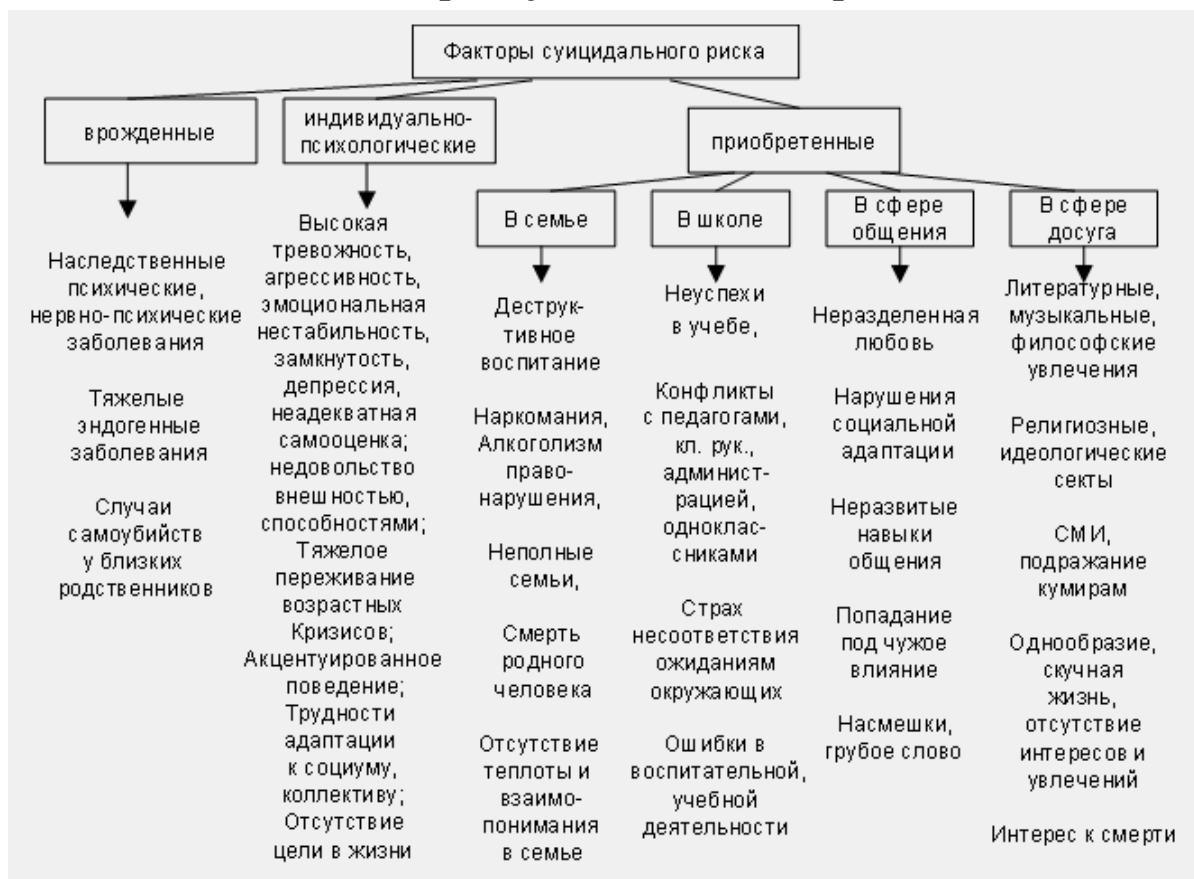 Факторы суицидального риска
врожденные
Наследственные
психические,
нервно-психические
заболевания
Тяжелые
эндогенные
заболевания
Случаи
самоубийств
у близких
родственников
индивидуально-
психологические
Высокая
тревожность,
агрессивность,
эмоциональная
нестабильность,
замкнутость,
депрессия,
неадекватная
самооценка;
недовольство
внешностью,
способностями;
Тяжелое
переживание
возрастных
Кризисов;
Акцентуированное
поведение;
Трудности
адаптации
к социуму,
коллективу;
Отсутствие
цели в жизни
приобретенные
В семье
Деструк-
тивное
воспитание
Наркомания,
Алкоголизм
право-
нарушения,
Неполные
семьи,
Смерть
родного
человека
Отсутствие
теплоты и
взаимо-
понимания
в семье
В школе
Неуспехи
в учебе,
Конфликты
с педагогами,
кл. рук.,
админист-
рацией,
однокляс-
сниками
Страх
несоответствия
ожиданиям
окружающих
Ошибки в
воспитательной,
учебной
деятельности
В сфере
общения
Неразделенная
любовь
Нарушения
социальной
адаптации
Неразвитые
навыки
общения
Попадание
под чужое
влияние
Насмешки,
грубое слово
В сфере
досуга
Литературные,
музыкальные,
философские
увлечения
Религиозные,
идеологические
секты
СМИ,
подражание
кумирам
Однообразие,
скучная
жизнь,
отсутствие
интересов и
увлечений
Интерес к смерти